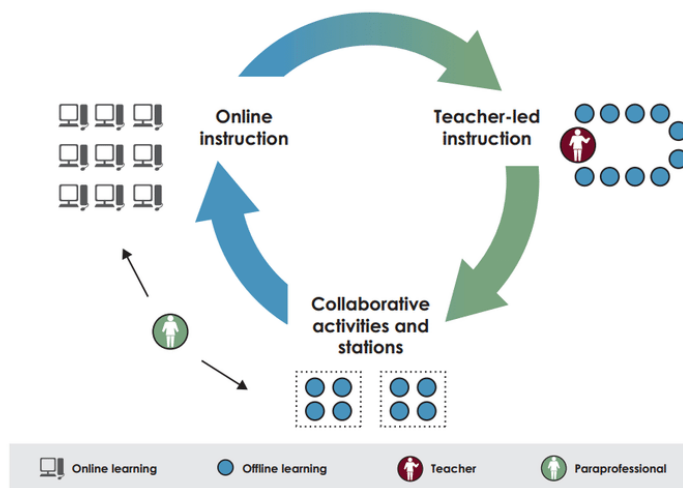 Online
instruction
Teacher-led
instruction
Collaborative
activities and
stations
Online learning
Offline learning
Teacher
Paraprofessional